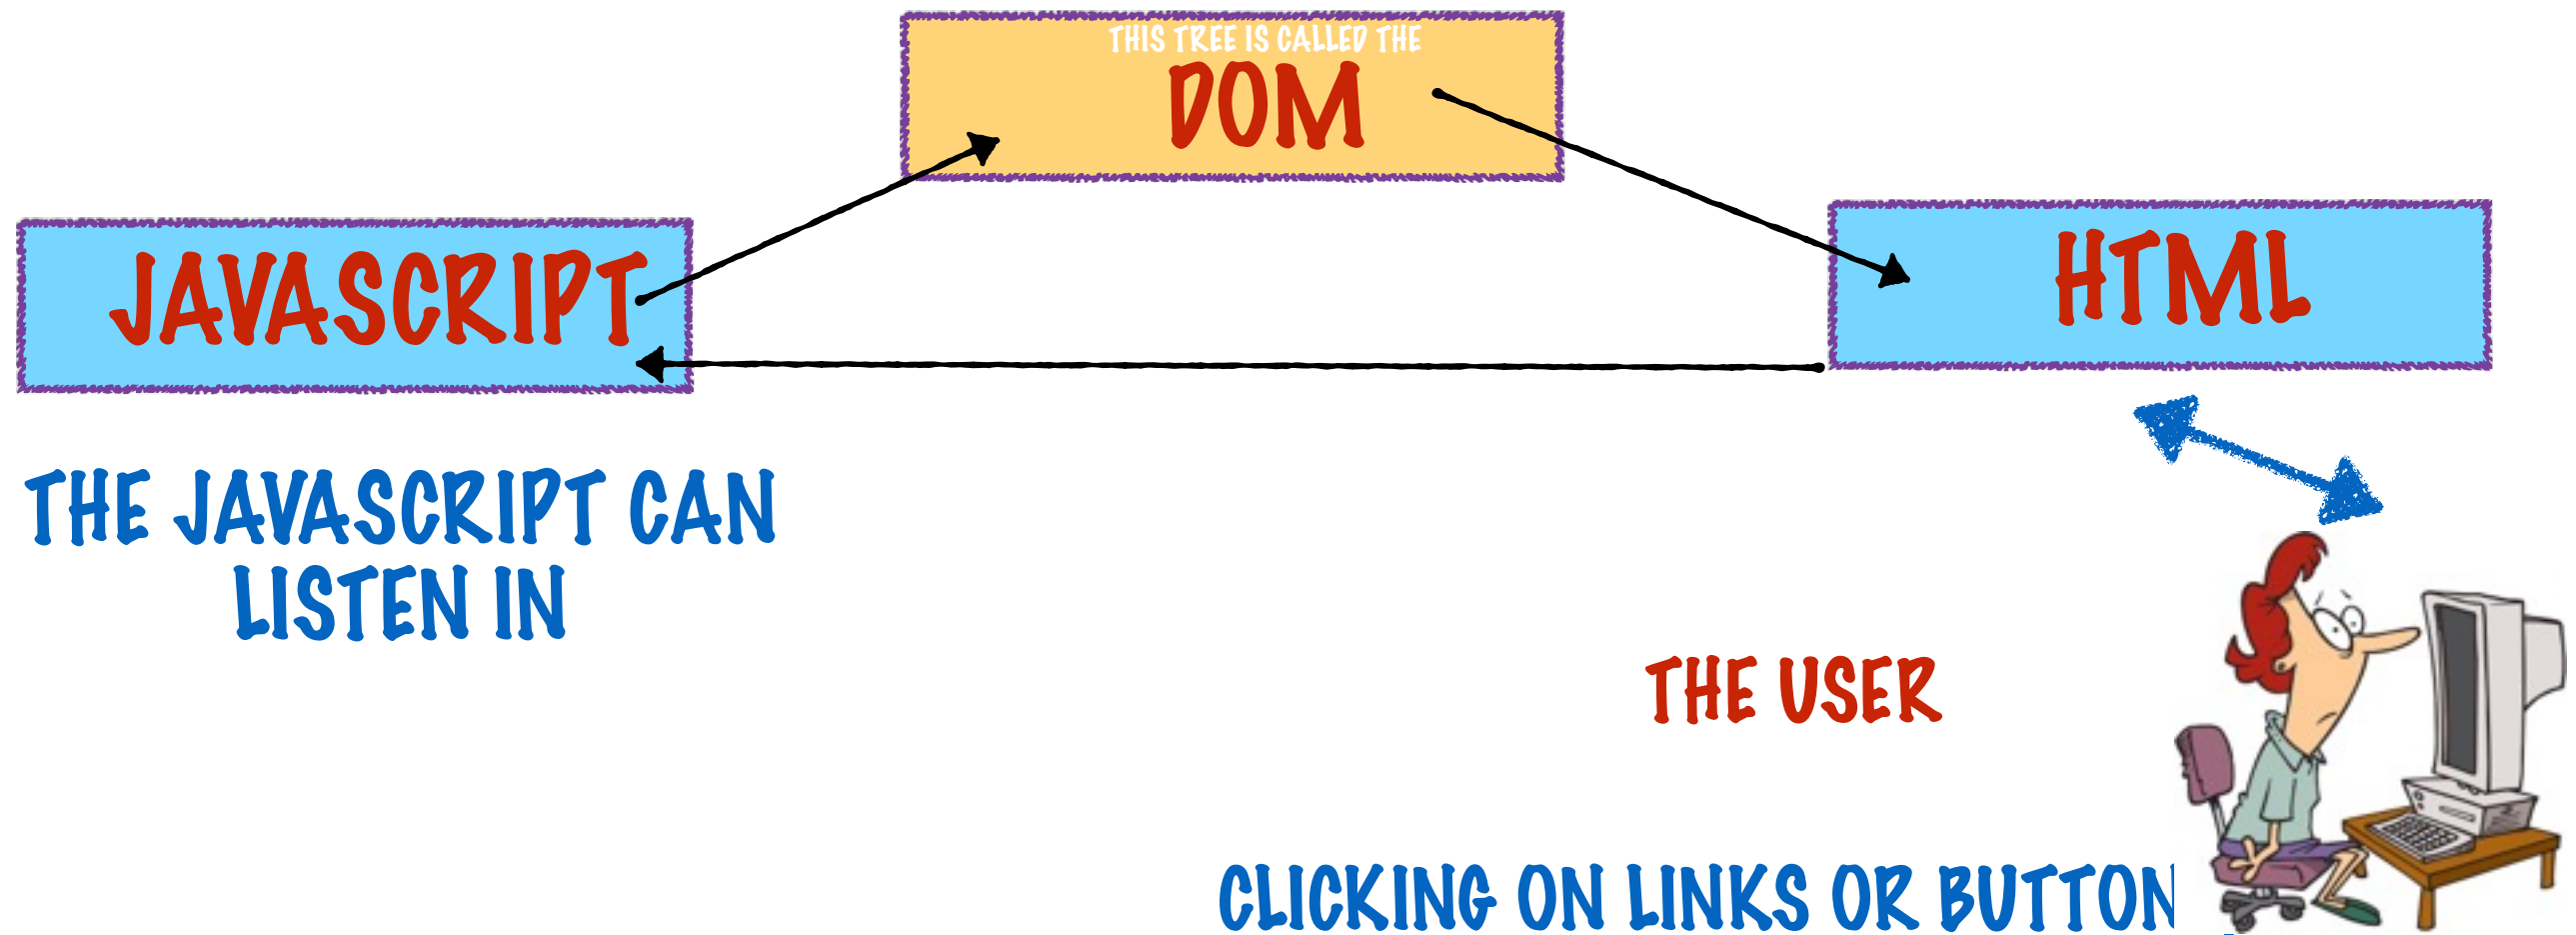 THIS TREE IS CALLED THE
DOM
JAVASCRIPT
HTML
THE JAVASCRIPT CAN
LISTEN IN
THE USER
CLICKING ON LINKS OR BUTTON